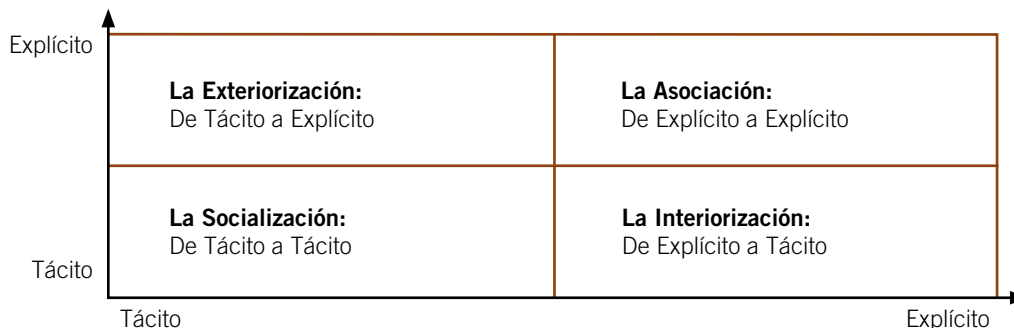 Explícito
La Exteriorización:
De Tácito a Explícito
La Asociación:
De Explícito a Explícito
La Socialización:
De Tácito a Tácito
La Interiorización:
De Explícito a Tácito
Tácito
Tácito
Explícito